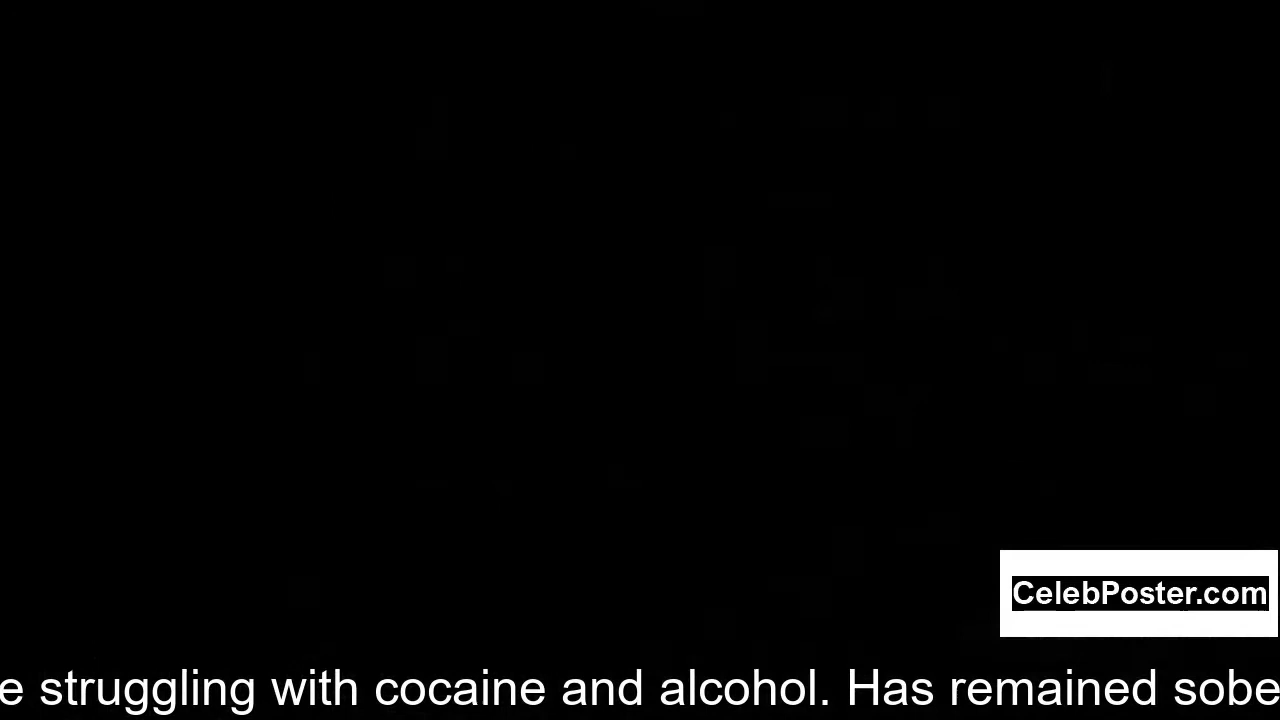 CelebPoster.com
e struggling with cocaine and alcohol. Has remained sobe